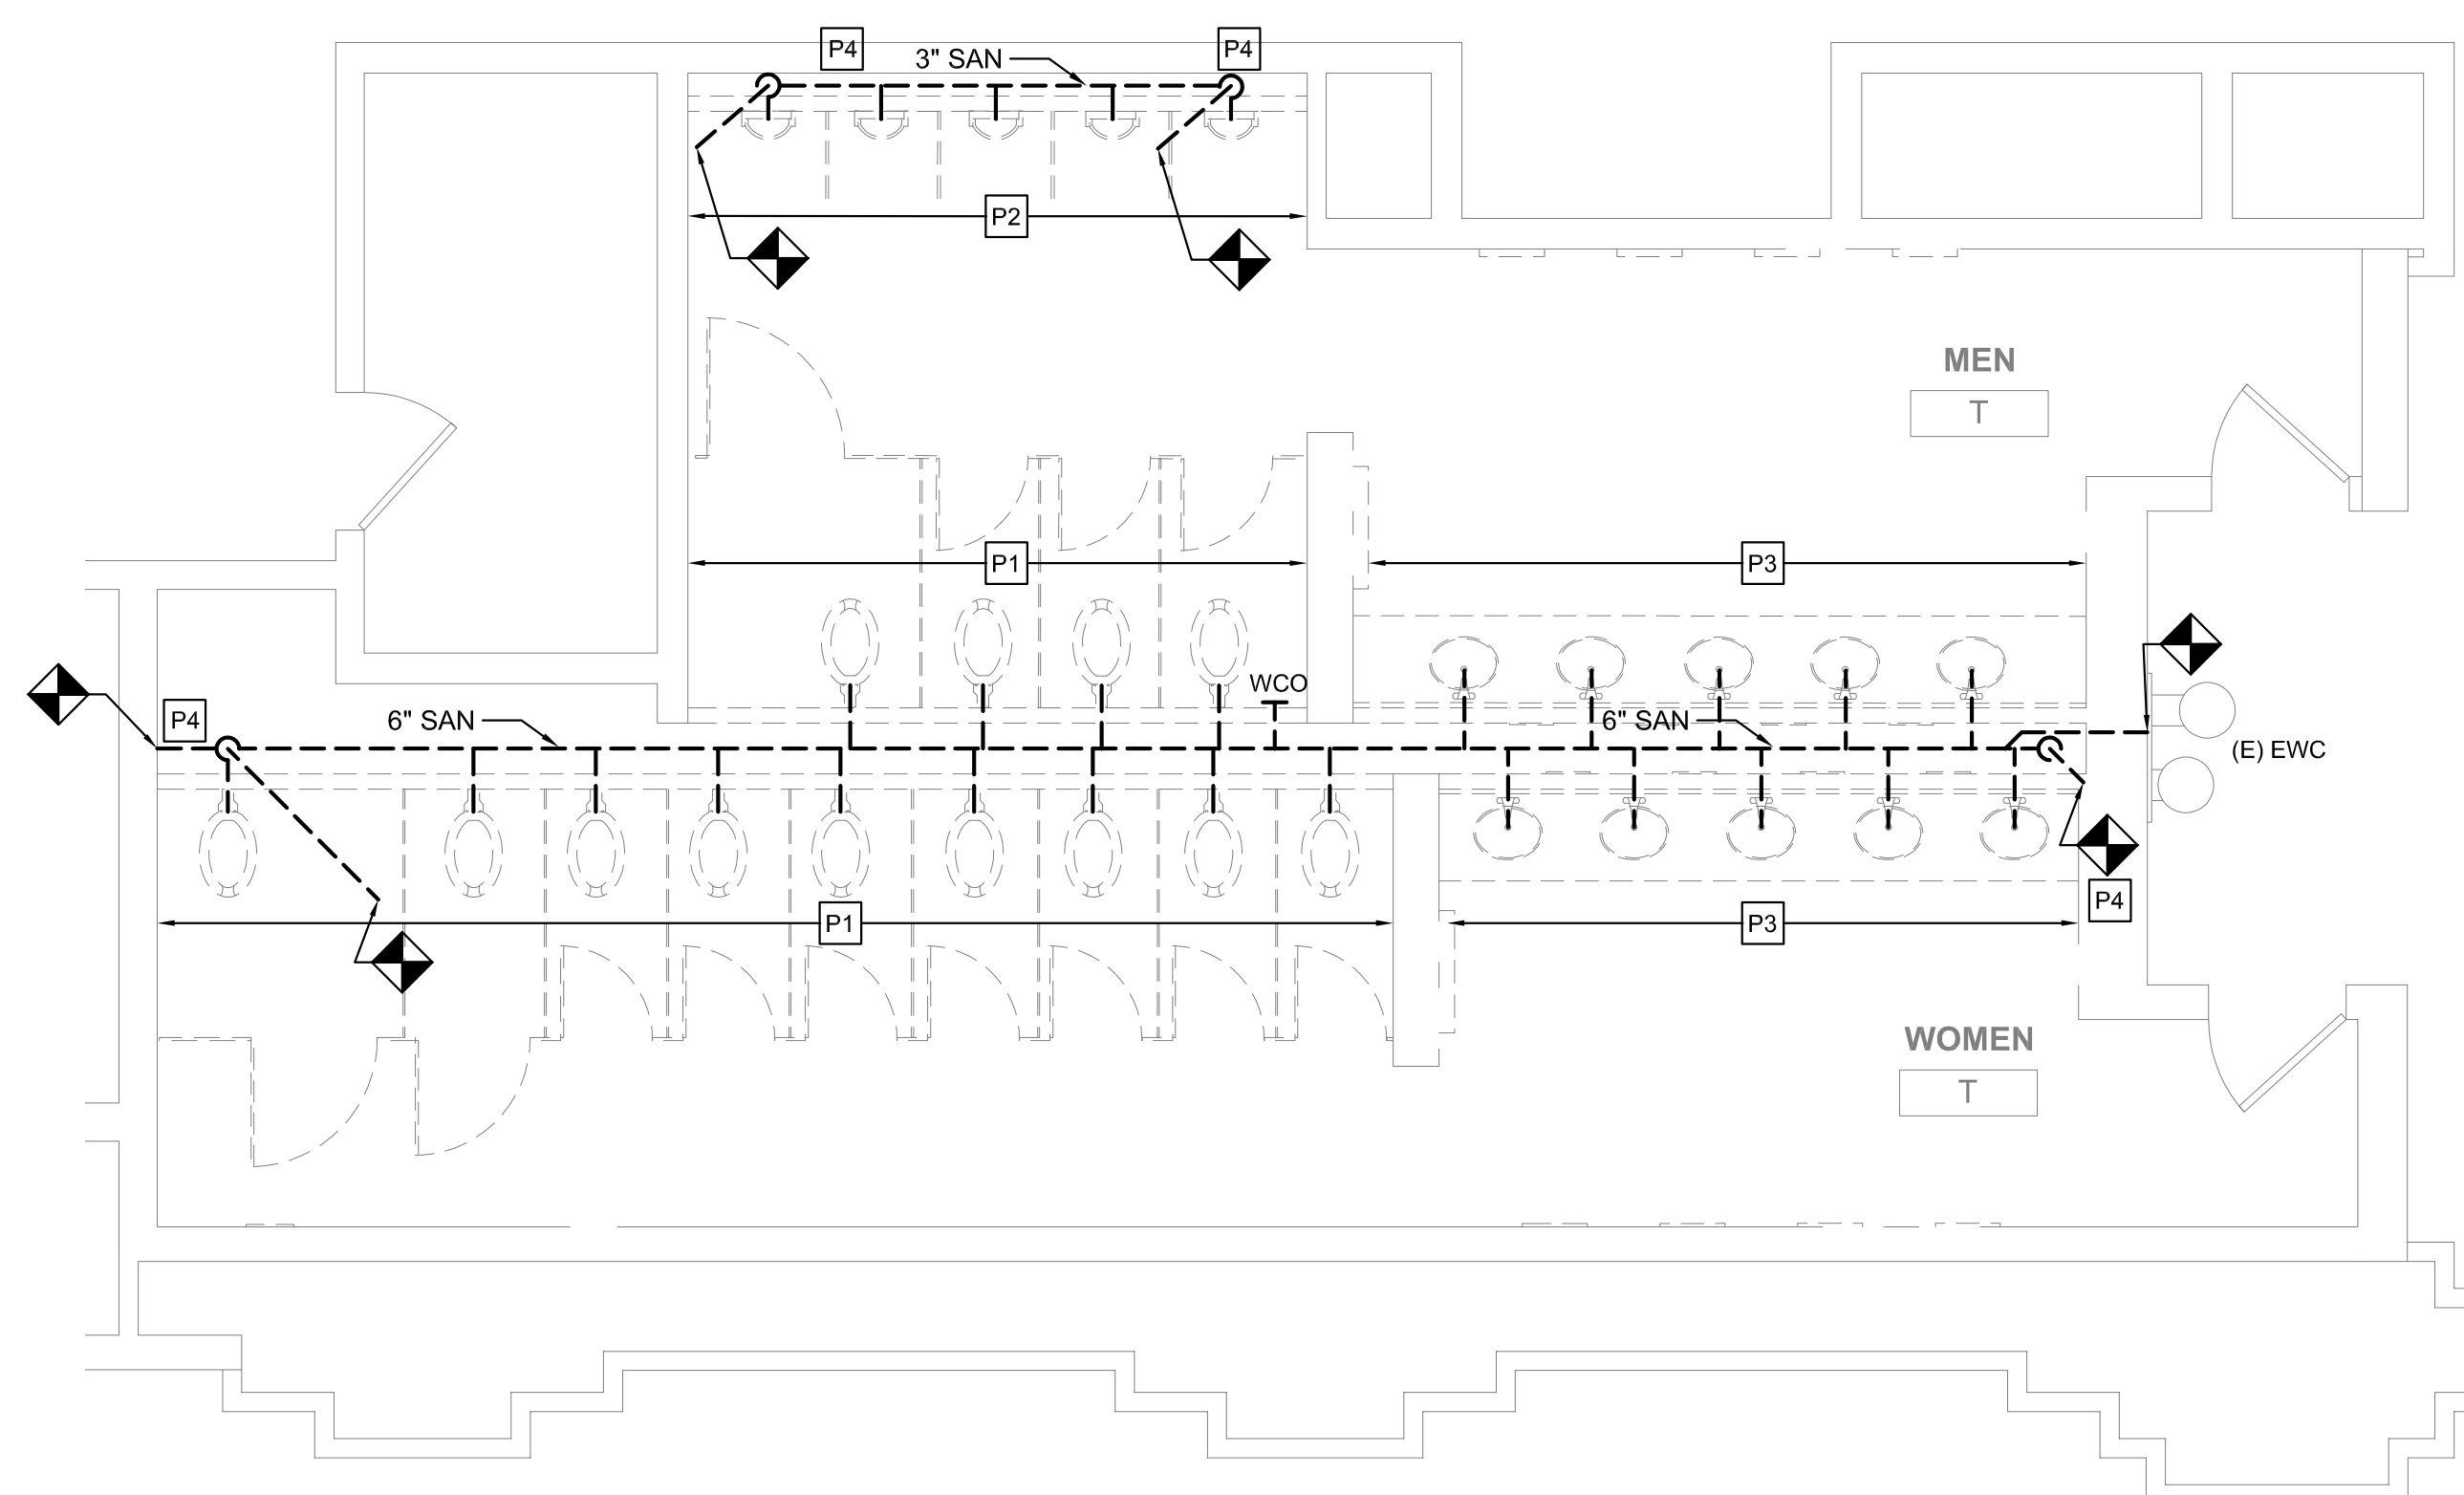 P4
P4
3" SAN
P2
MEN
T
P1
P3
WCO
P4
6" SAN
6" SAN
(E) EWC
P4
P1
P3
WOMEN
T